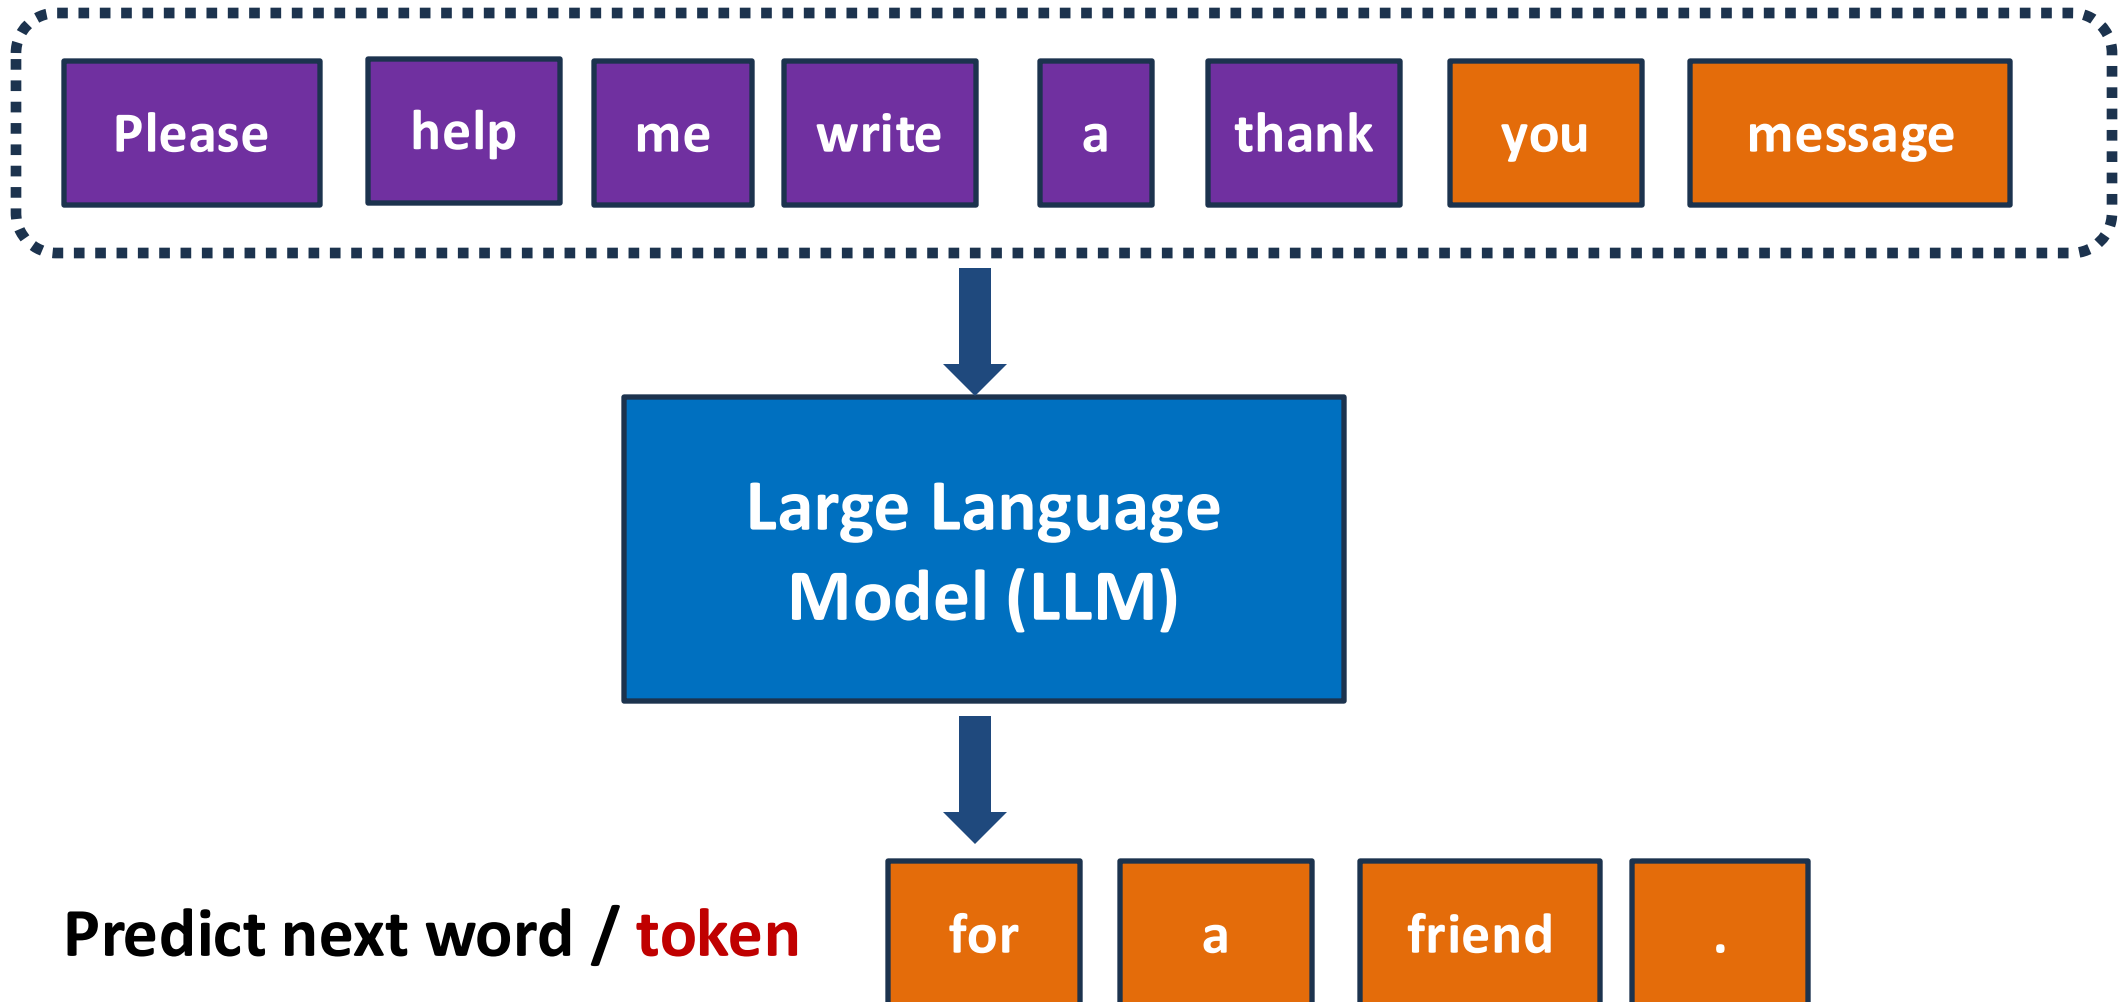 Please help me write a thank you message
Large Language
Model (LLM)
Predict next word / token for a friend .